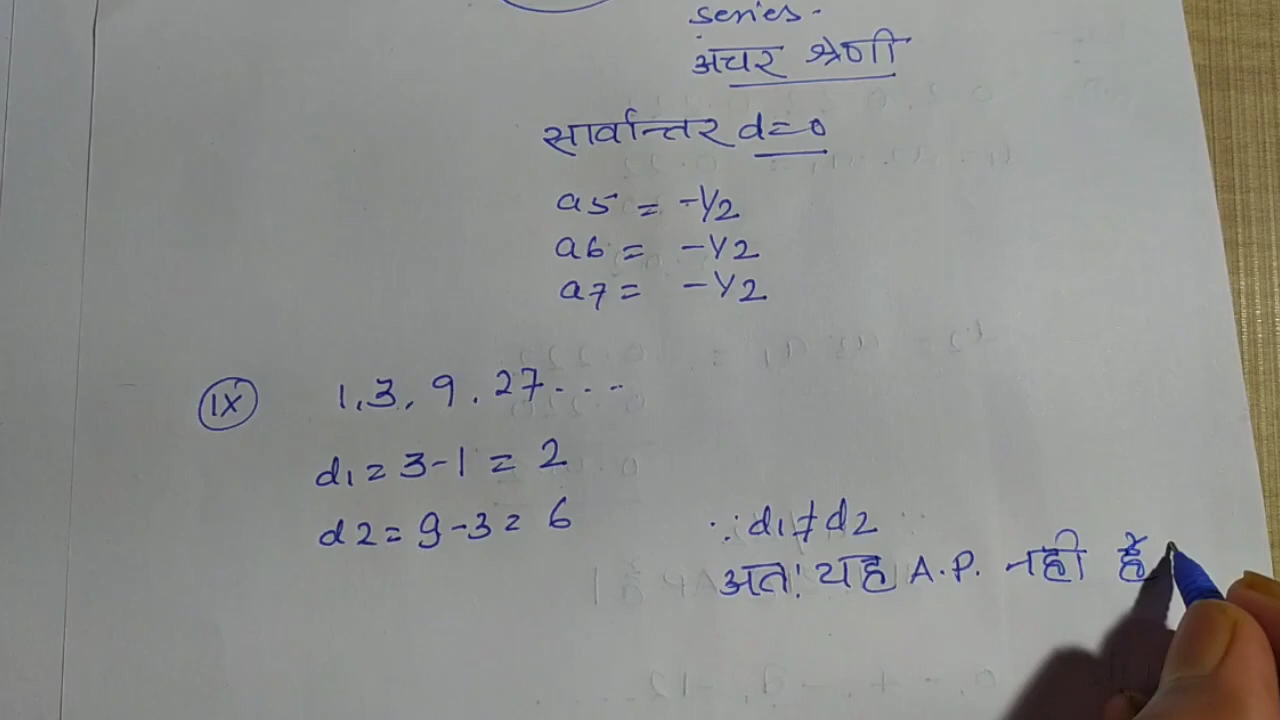 series.
अचर श्रेणी
सार्वान्तर d=0
a5 = -1/2
a6 = -1/2
a7 = -1/2
ix 1, 3, 9, 27....
d1 = 3-1 = 2
d2 = 9-3 = 6
∵ d1 ≠ d2
अत: यह A.P. नही है